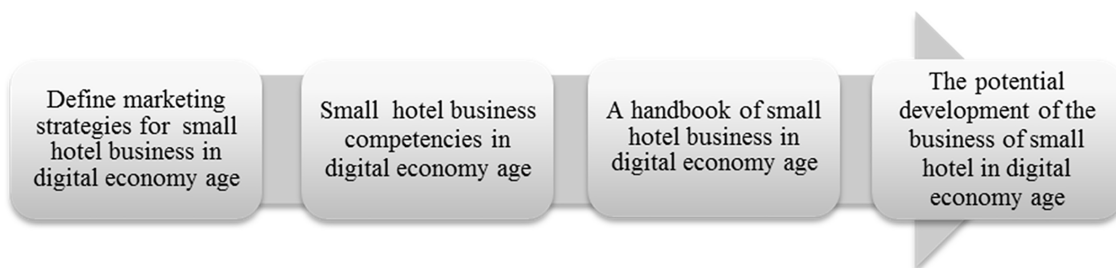 Define marketing
strategies for small
hotel business in
digital economy age
Small hotel business
competencies in
digital economy age
A handbook of small
hotel business in
digital economy age
The potential
development of the
business of small
hotel in digital
economy age